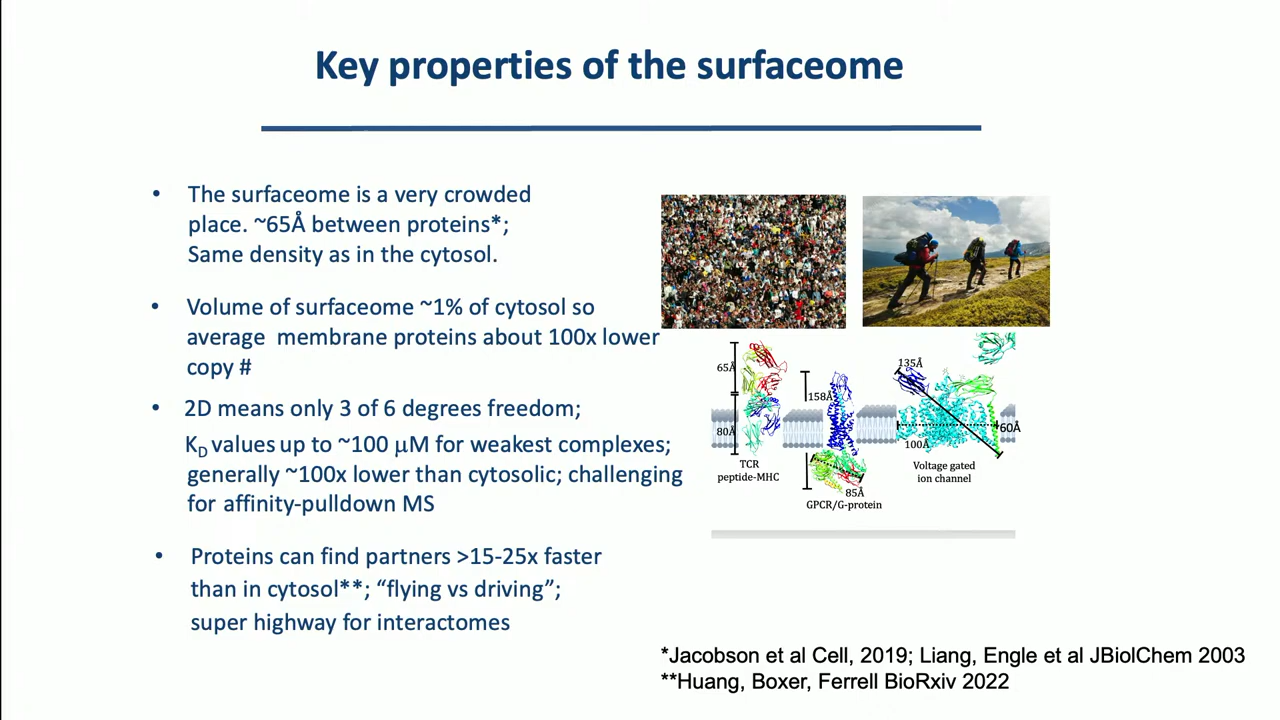 Key properties of the surfaceome
• The surfaceome is a very crowded
place. ~65Å between proteins*;
Same density as in the cytosol.
• Volume of surfaceome ~1% of cytosol so
average membrane proteins about 100x lower
copy #
• 2D means only 3 of 6 degrees freedom;
KD values up to ~100 μM for weakest complexes;
generally ~100x lower than cytosolic; challenging
for affinity-pulldown MS
• Proteins can find partners >15-25x faster
than in cytosol**; “flying vs driving”;
super highway for interactomes
65Å
80Å
TCR
peptide-MHC
158Å
85Å
GPCR/G-protein
135Å
60Å
100Å
Voltage gated
ion channel
*Jacobson et al Cell, 2019; Liang, Engle et al JBiolChem 2003
**Huang, Boxer, Ferrell BioRxiv 2022